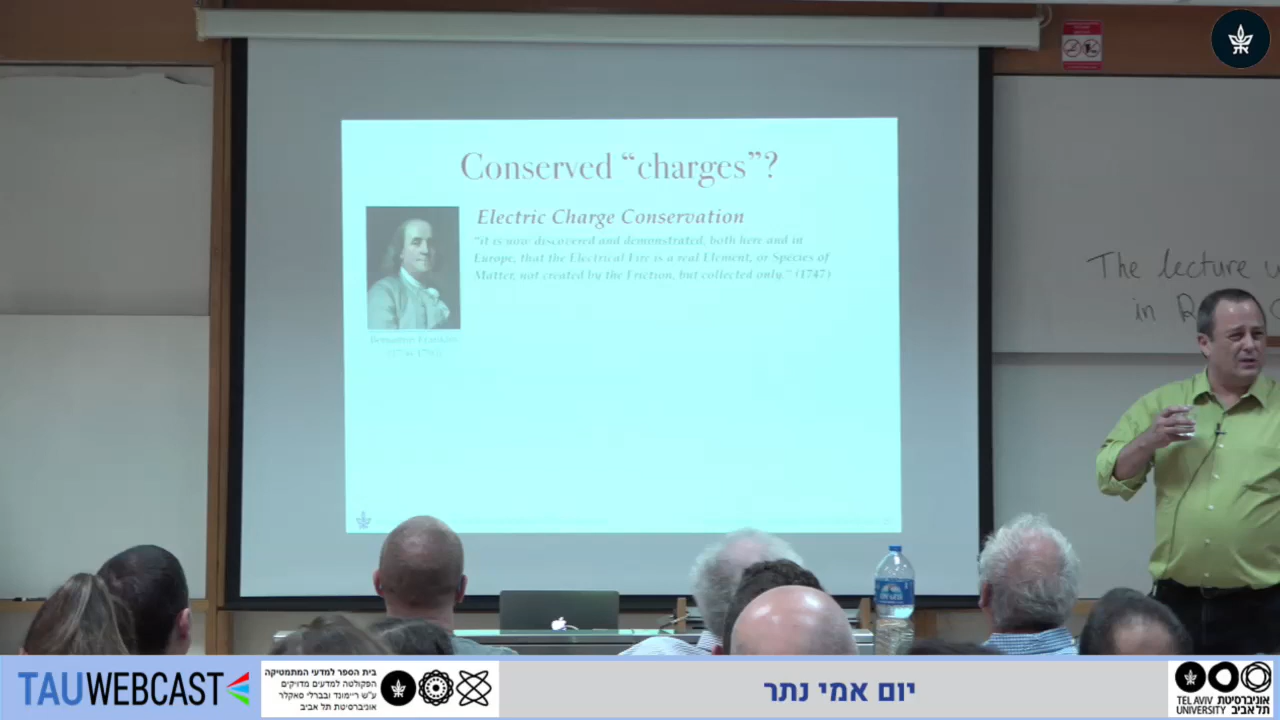 Conserved “charges”?
Electric Charge Conservation
“it is now discovered and demonstrated, both here and in
Europe, that the Electrical Fire is a real Element, or Species of
Matter, not created by the Friction, but collected only.” (1747)
Benjamin Franklin
The lecture
in
TAUWEBCAST
בית הספר למדעי המתמטיקה
הפקולטה למדעים מדויקים
ע"ש ריימונד ובברלי סאקלר
אוניברסיטת תל אביב
יום אמי נתר
TEL AVIV אוניברסיטת
UNIVERSITY תל אביב